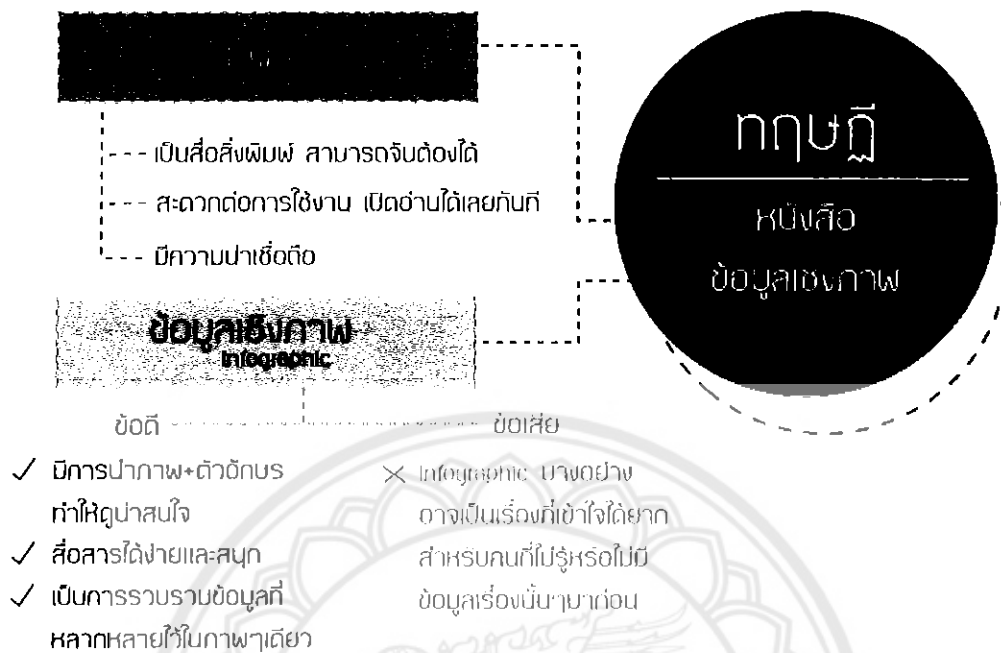 ทฤษฎี
หนังสือ
ข้อมูลเชิงภาพ
เป็นสื่อสิ่งพิมพ์ สามารถจับต้องได้
สะดวกต่อการใช้งาน เปิดอ่านได้เลยทันที
มีความน่าเชื่อถือ
ข้อมูลเชิงภาพ
Infographic
ข้อดี
มีการนำภาพ+ตัวอักษร
ทำให้ดูน่าสนใจ
สื่อสารได้ง่ายและสนุก
เป็นการรวบรวมข้อมูลที่
หลากหลายไว้ในภาพๆเดียว
ข้อเสีย
Infographic บางอย่าง
อาจเป็นเรื่องที่เข้าใจได้ยาก
สำหรับคนที่ไม่รู้หรือไม่มี
ข้อมูลเรื่องนั้นๆมาก่อน